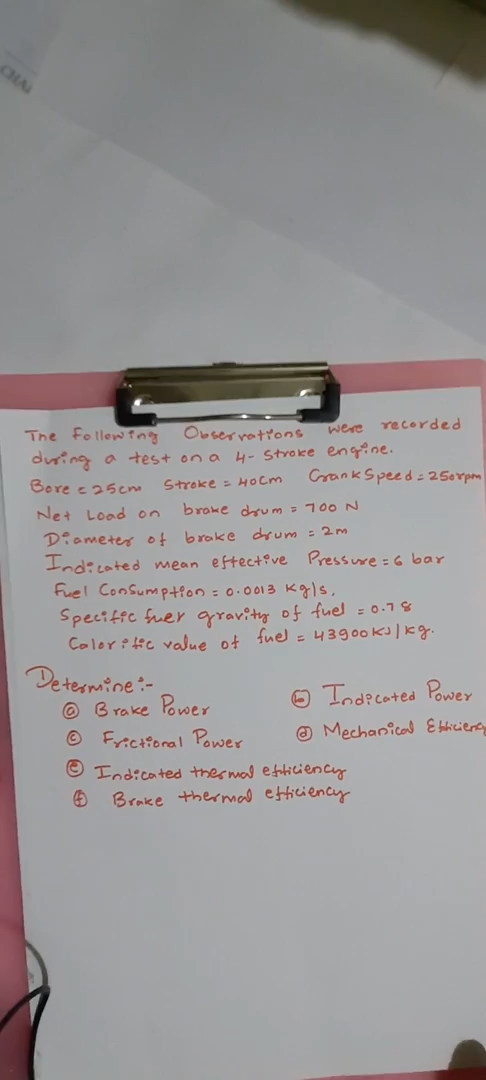 CHAI
The Following Observations were recorded
during a test on a 4- Stroke engine.
Bore = 25cm Stroke = 40cm Crank Speed = 250rpm
Net Load on brake drum = 700 N
Diameter of brake drum = 2m
Indicated mean effective Pressure = 6 bar
Fuel Consumption = 0.0013 kg/s,
Specific fuer gravity of fuel = 0.78
Calorific value of fuel = 43900 KJ/kg.
Determine:-
(a) Brake Power (b) Indicated Power
(c) Frictional Power (d) Mechanical Efficiency
(e) Indicated thermal efficiency
(f) Brake thermal efficiency